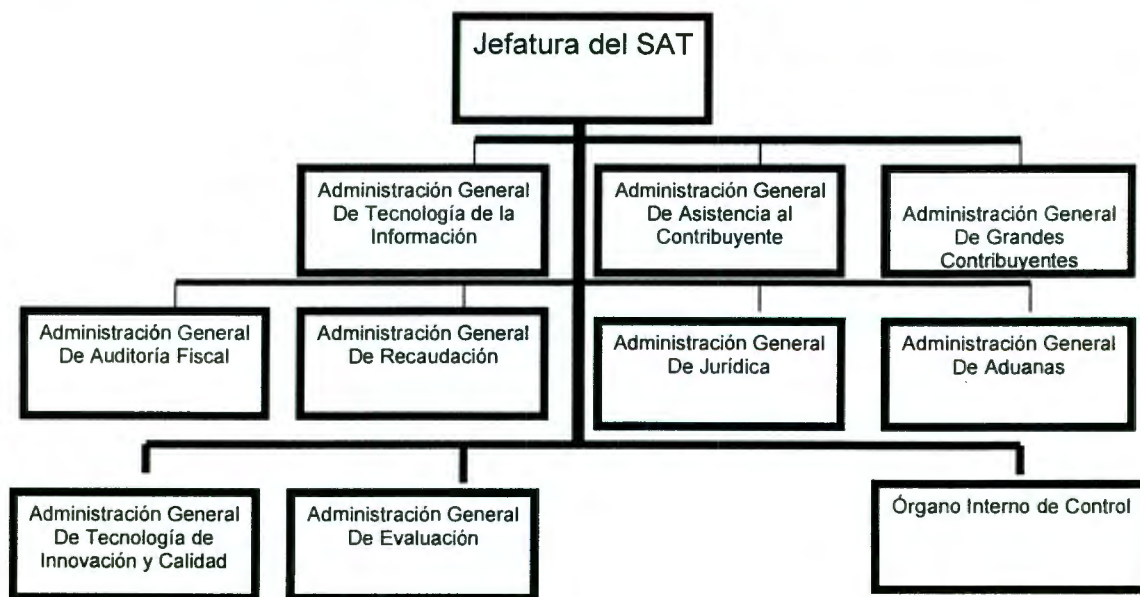 Jefatura del SAT
Administración General
De Tecnología de la
Información
Administración General
De Asistencia al
Contribuyente
Administración General
De Grandes
Contribuyentes
Administración General
De Auditoría Fiscal
Administración General
De Recaudación
Administración General
De Jurídica
Administración General
De Aduanas
Administración General
De Tecnología de
Innovación y Calidad
Administración General
De Evaluación
Órgano Interno de Control